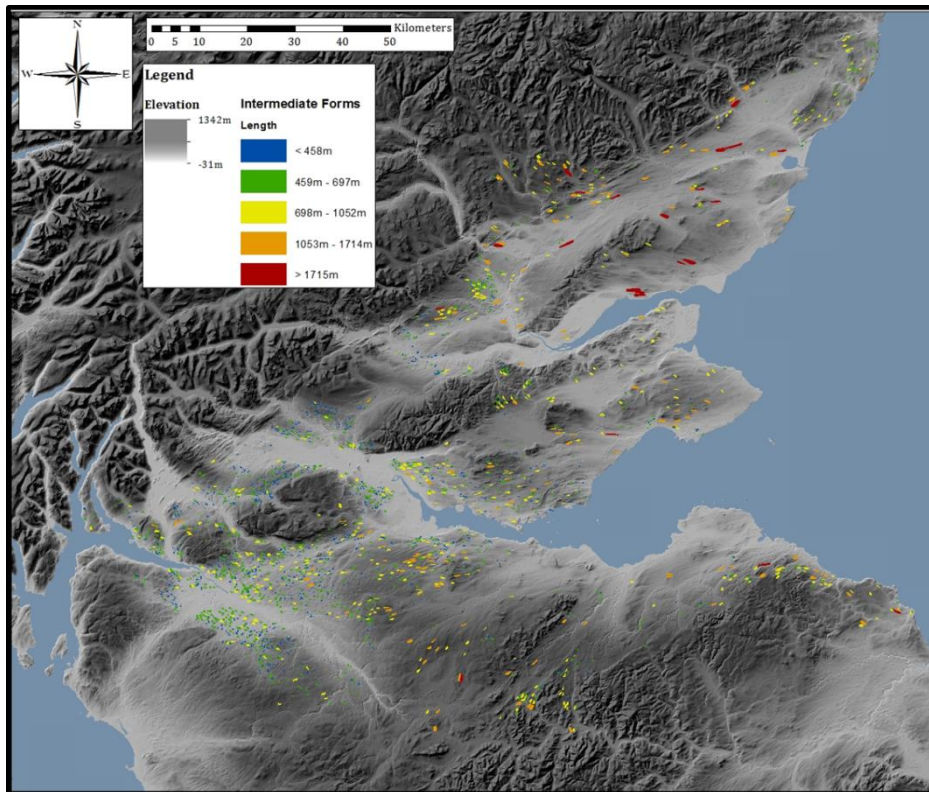 N
W
E
S
Kilometers
0 5 10 20 30 40 50
Legend
Elevation
1342m
-31m
Intermediate Forms
Length
< 458m
459m - 697m
698m - 1052m
1053m - 1714m
> 1715m